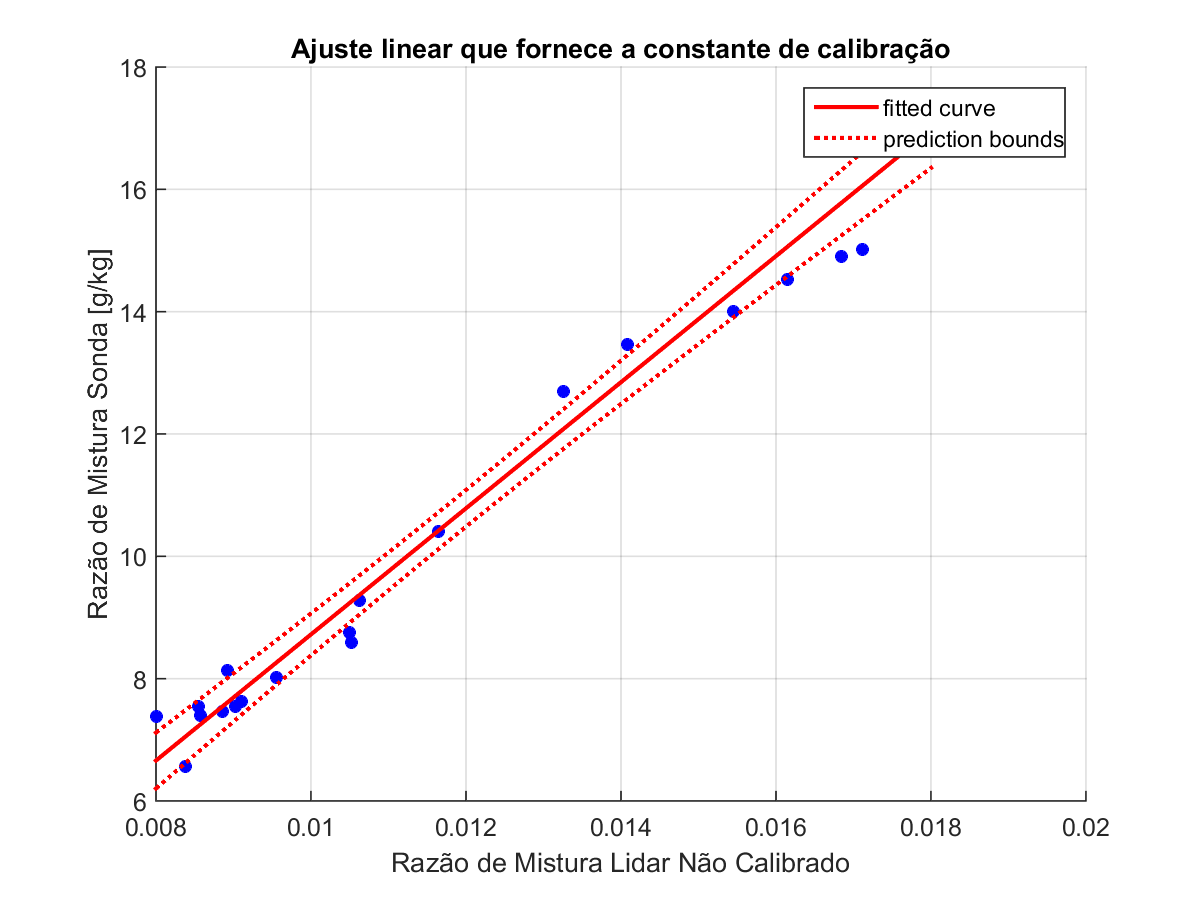 Ajuste linear que fornece a constante de calibração
18
16
14
12
10
8
6
0.008
0.01
0.012
0.014
0.016
0.018
0.02
fitted curve
prediction bounds
Razão de Mistura Sonda [g/kg]
Razão de Mistura Lidar Não Calibrado